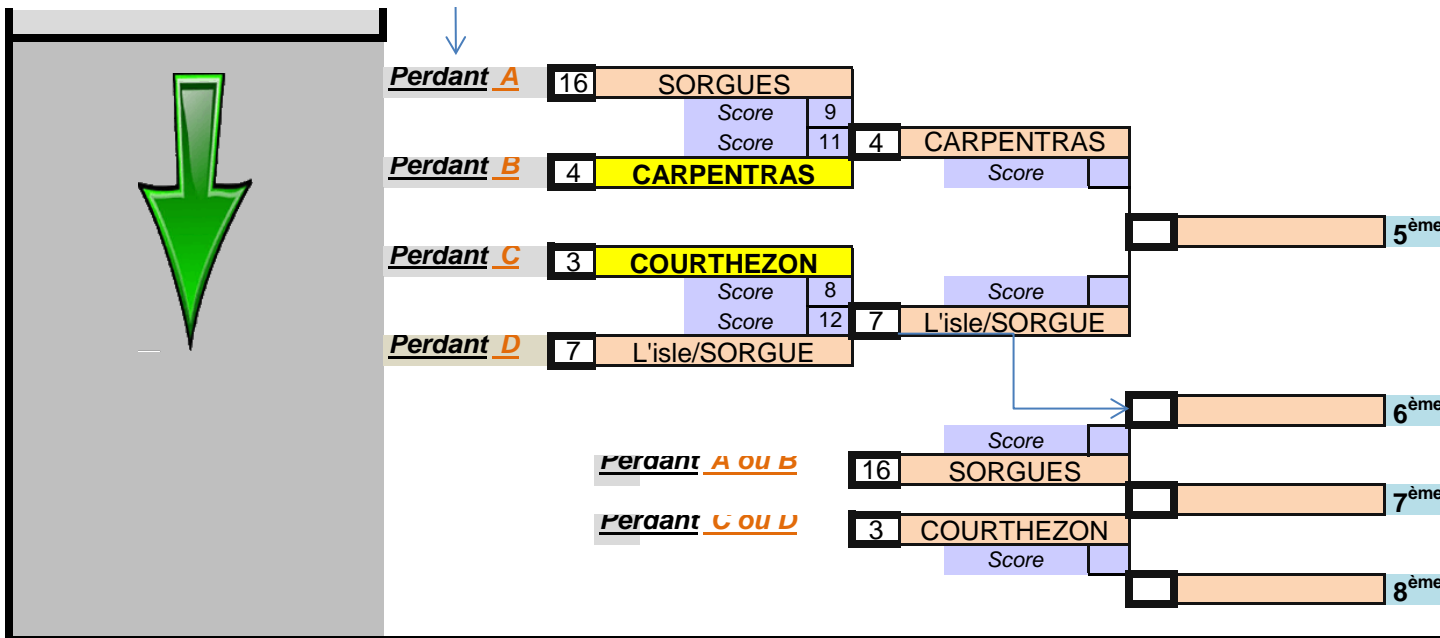 Perdant A 16 SORGUES
Score 9
Score 11 4 CARPENTRAS
Perdant B 4 CARPENTRAS Score
5ème
Perdant C 3 COURTHEZON
Score 8 Score
Score 12 7 L'isle/SORGUE
Perdant D 7 L'isle/SORGUE
6ème
Score
Perdant A ou B 16 SORGUES
7ème
Perdant C ou D 3 COURTHEZON
Score
8ème